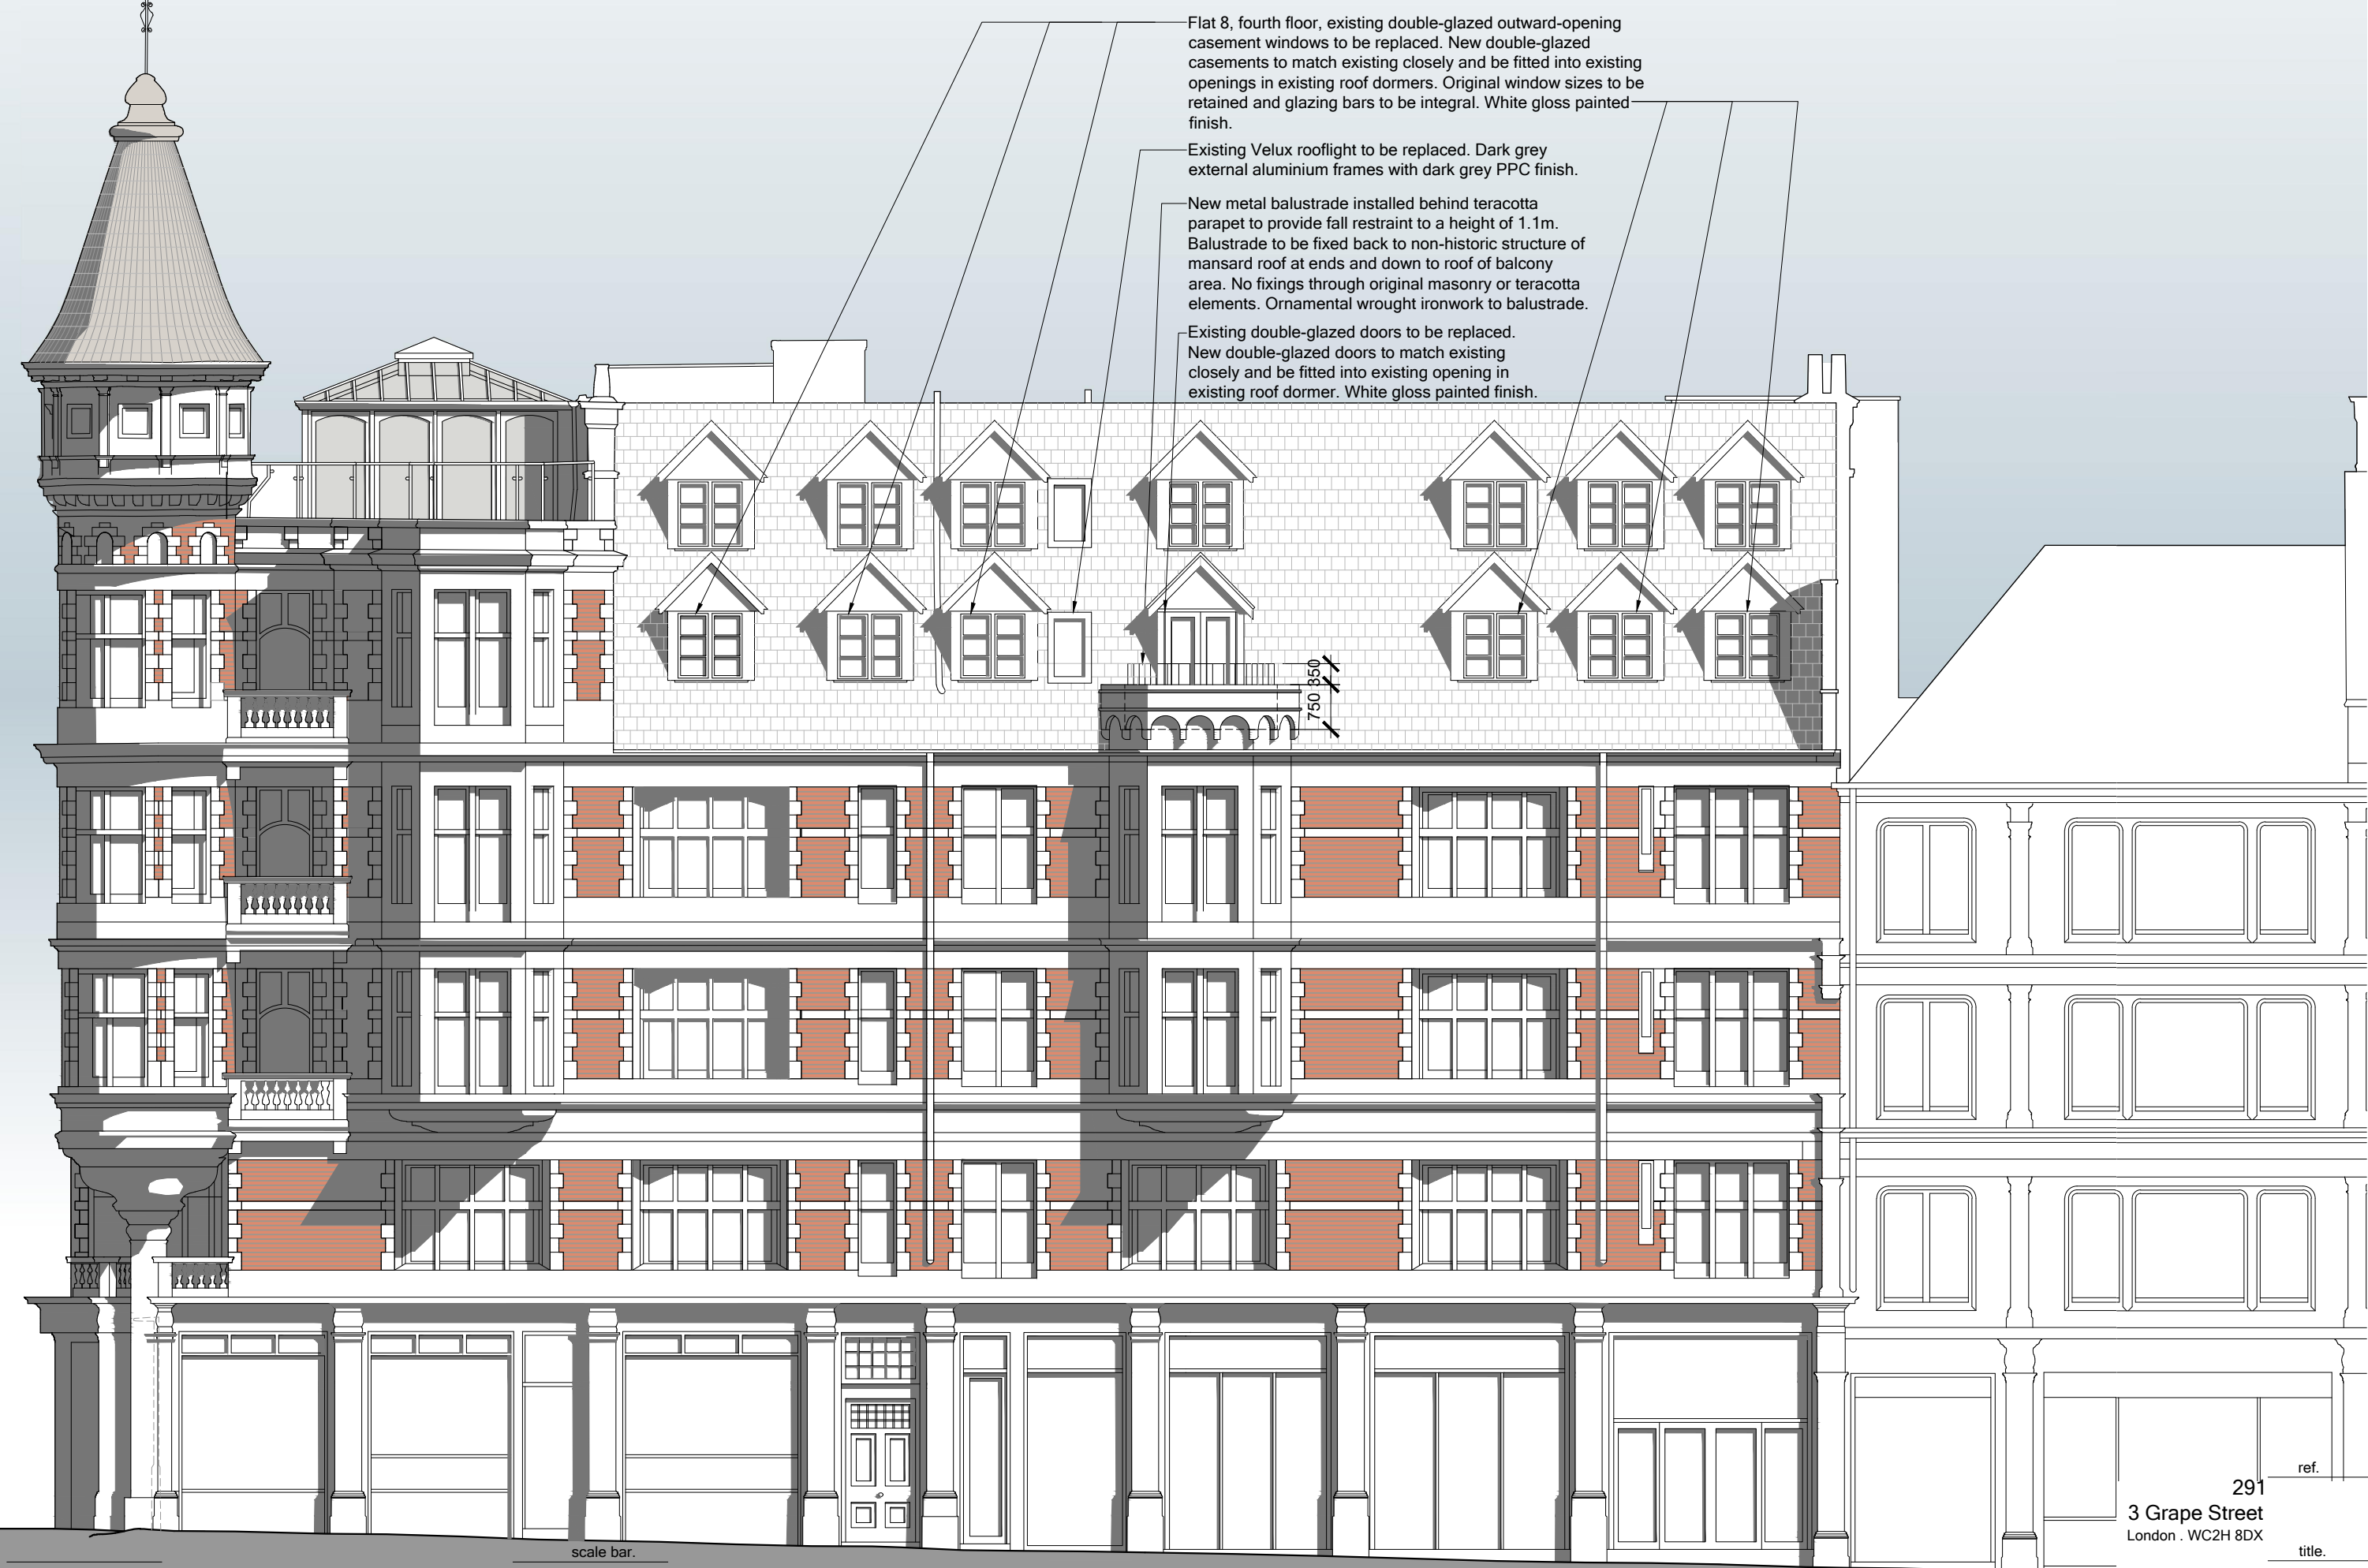 Flat 8, fourth floor, existing double-glazed outward-opening
casement windows to be replaced. New double-glazed
casements to match existing closely and be fitted into existing
openings in existing roof dormers. Original window sizes to be
retained and glazing bars to be integral. White gloss painted
finish.
Existing Velux rooflight to be replaced. Dark grey
external aluminium frames with dark grey PPC finish.
New metal balustrade installed behind teracotta
parapet to provide fall restraint to a height of 1.1m.
Balustrade to be fixed back to non-historic structure of
mansard roof at ends and down to roof of balcony
area. No fixings through original masonry or teracotta
elements. Ornamental wrought ironwork to balustrade.
Existing double-glazed doors to be replaced.
New double-glazed doors to match existing
closely and be fitted into existing opening in
existing roof dormer. White gloss painted finish.
350
750
ref.
291
3 Grape Street
London . WC2H 8DX
title.
scale bar.